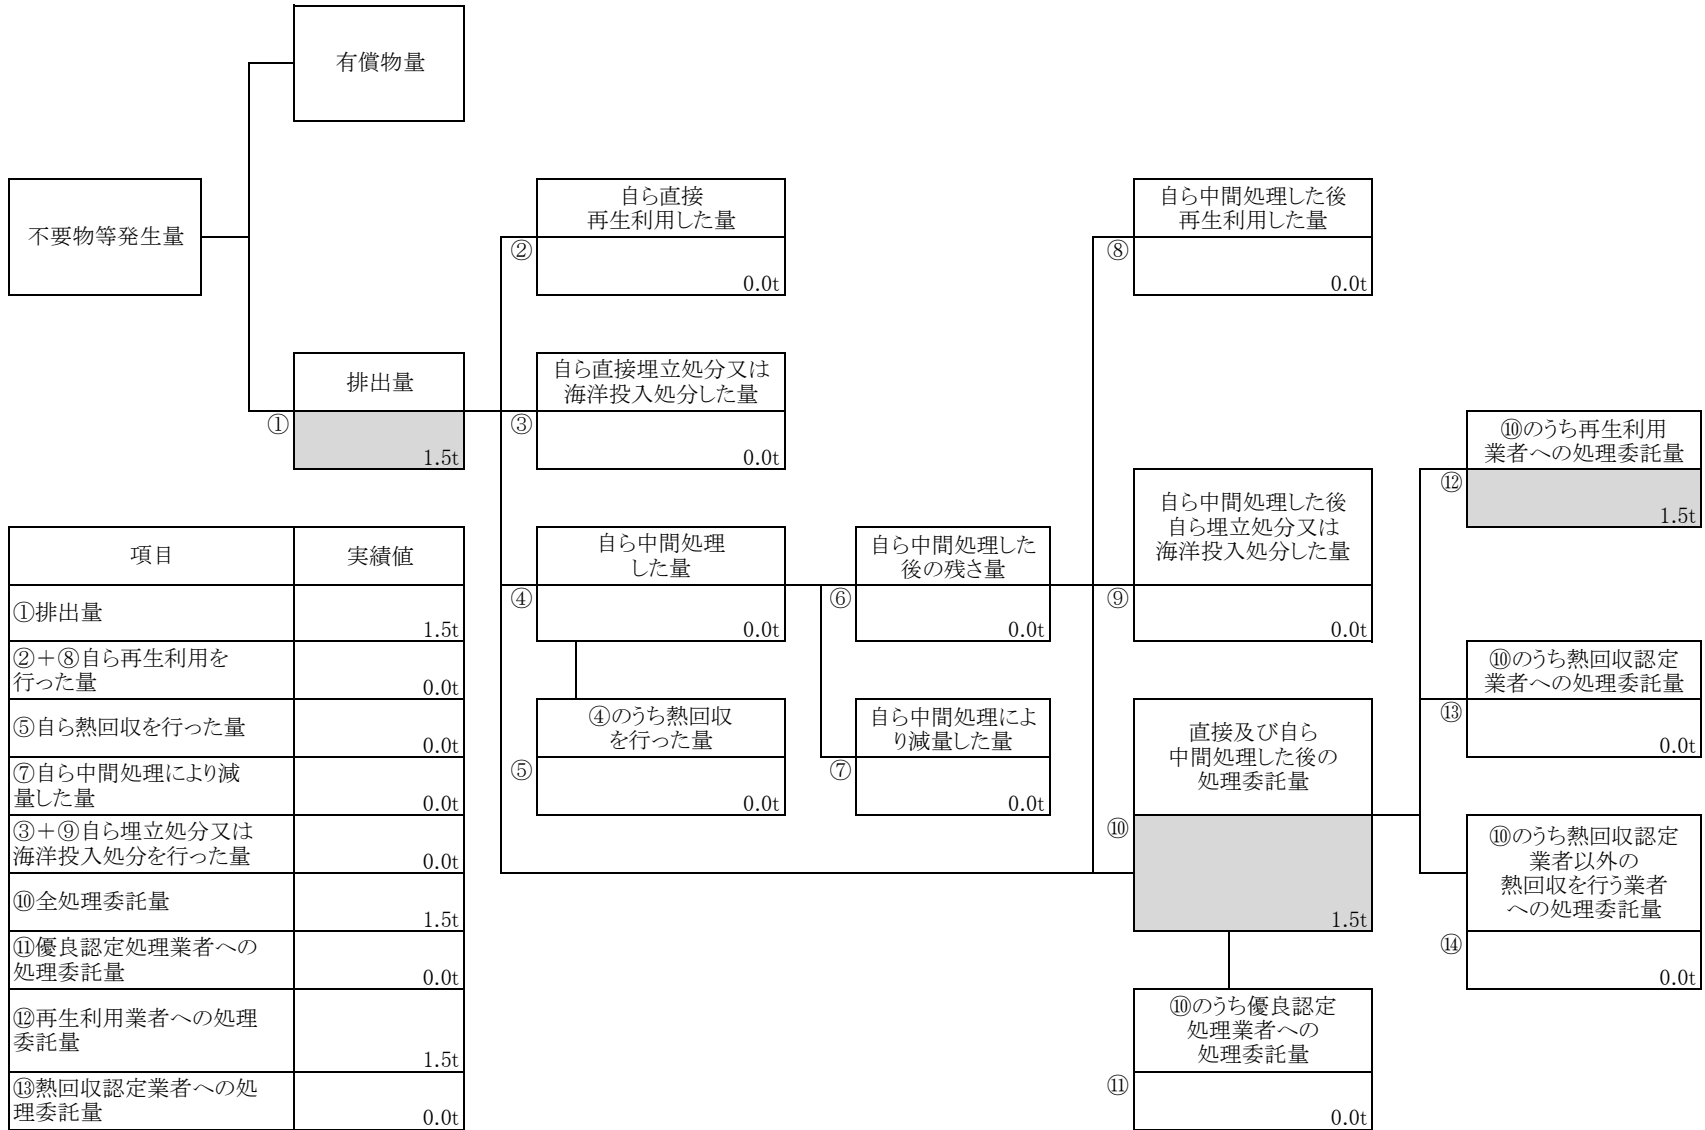 有償物量
不要物等発生量
自ら直接
再生利用した量
②
0.0t
自ら中間処理した後
再生利用した量
⑧
0.0t
排出量
①
1.5t
自ら直接埋立処分又は
海洋投入処分した量
③
0.0t
⑩のうち再生利用
業者への処理委託量
⑫
1.5t
自ら中間処理
した量
④
0.0t
自ら中間処理した
後の残さ量
⑥
0.0t
自ら中間処理した後
自ら埋立処分又は
海洋投入処分した量
⑨
0.0t
⑩のうち熱回収認定
業者への処理委託量
⑬
0.0t
④のうち熱回収
を行った量
⑤
0.0t
自ら中間処理によ
り減量した量
⑦
0.0t
直接及び自ら
中間処理した後の
処理委託量
⑩
1.5t
⑩のうち熱回収認定
業者以外の
熱回収を行う業者
への処理委託量
⑭
0.0t
⑩のうち優良認定
処理業者への
処理委託量
⑪
0.0t
項目 実績値
①排出量
1.5t
②+⑧自ら再生利用を
行った量
0.0t
⑤自ら熱回収を行った量
0.0t
⑦自ら中間処理により減
量した量
0.0t
③+⑨自ら埋立処分又は
海洋投入処分を行った量
0.0t
⑩全処理委託量
1.5t
⑪優良認定処理業者への
処理委託量
0.0t
⑫再生利用業者への処理
委託量
1.5t
⑬熱回収認定業者への処
理委託量
0.0t